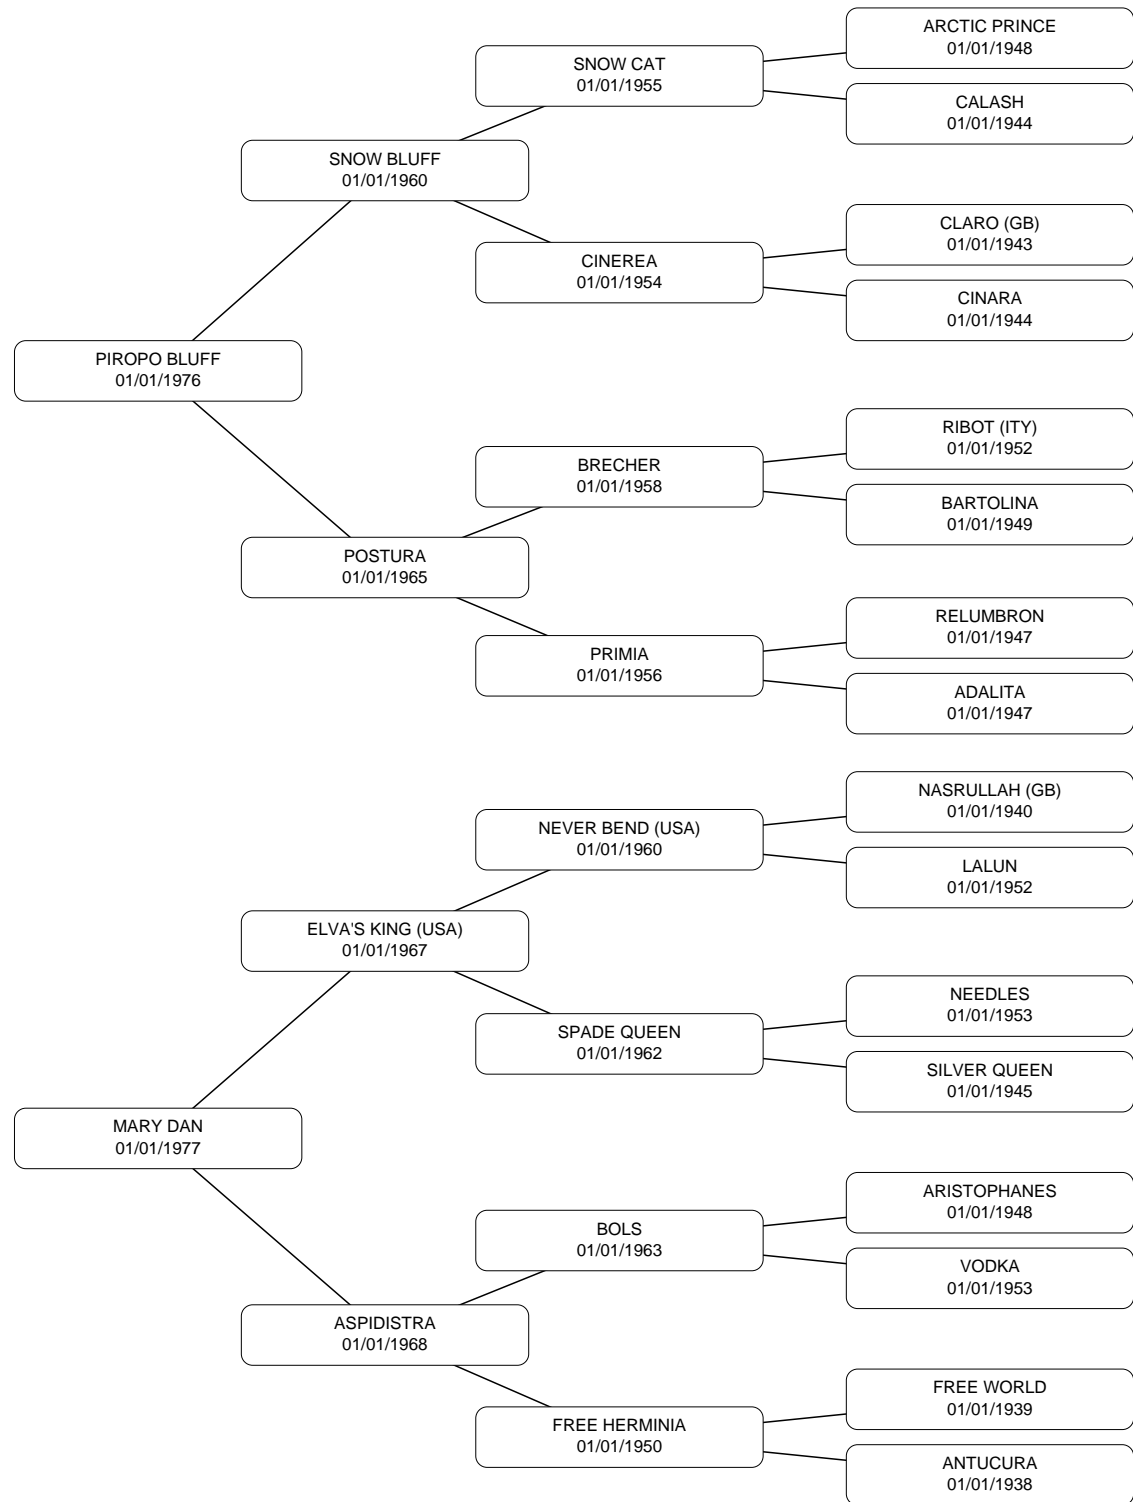 ARCTIC PRINCE
01/01/1948
SNOW CAT
01/01/1955
CALASH
01/01/1944
SNOW BLUFF
01/01/1960
CLARO (GB)
01/01/1943
CINEREA
01/01/1954
CINARA
01/01/1944
PIROPO BLUFF
01/01/1976
RIBOT (ITY)
01/01/1952
BRECHER
01/01/1958
BARTOLINA
01/01/1949
POSTURA
01/01/1965
RELUMBRON
01/01/1947
PRIMIA
01/01/1956
ADALITA
01/01/1947
NASRULLAH (GB)
01/01/1940
NEVER BEND (USA)
01/01/1960
LALUN
01/01/1952
ELVA'S KING (USA)
01/01/1967
NEEDLES
01/01/1953
SPADE QUEEN
01/01/1962
SILVER QUEEN
01/01/1945
MARY DAN
01/01/1977
ARISTOPHANES
01/01/1948
BOLS
01/01/1963
VODKA
01/01/1953
ASPIDISTRA
01/01/1968
FREE WORLD
01/01/1939
FREE HERMINIA
01/01/1950
ANTUCURA
01/01/1938